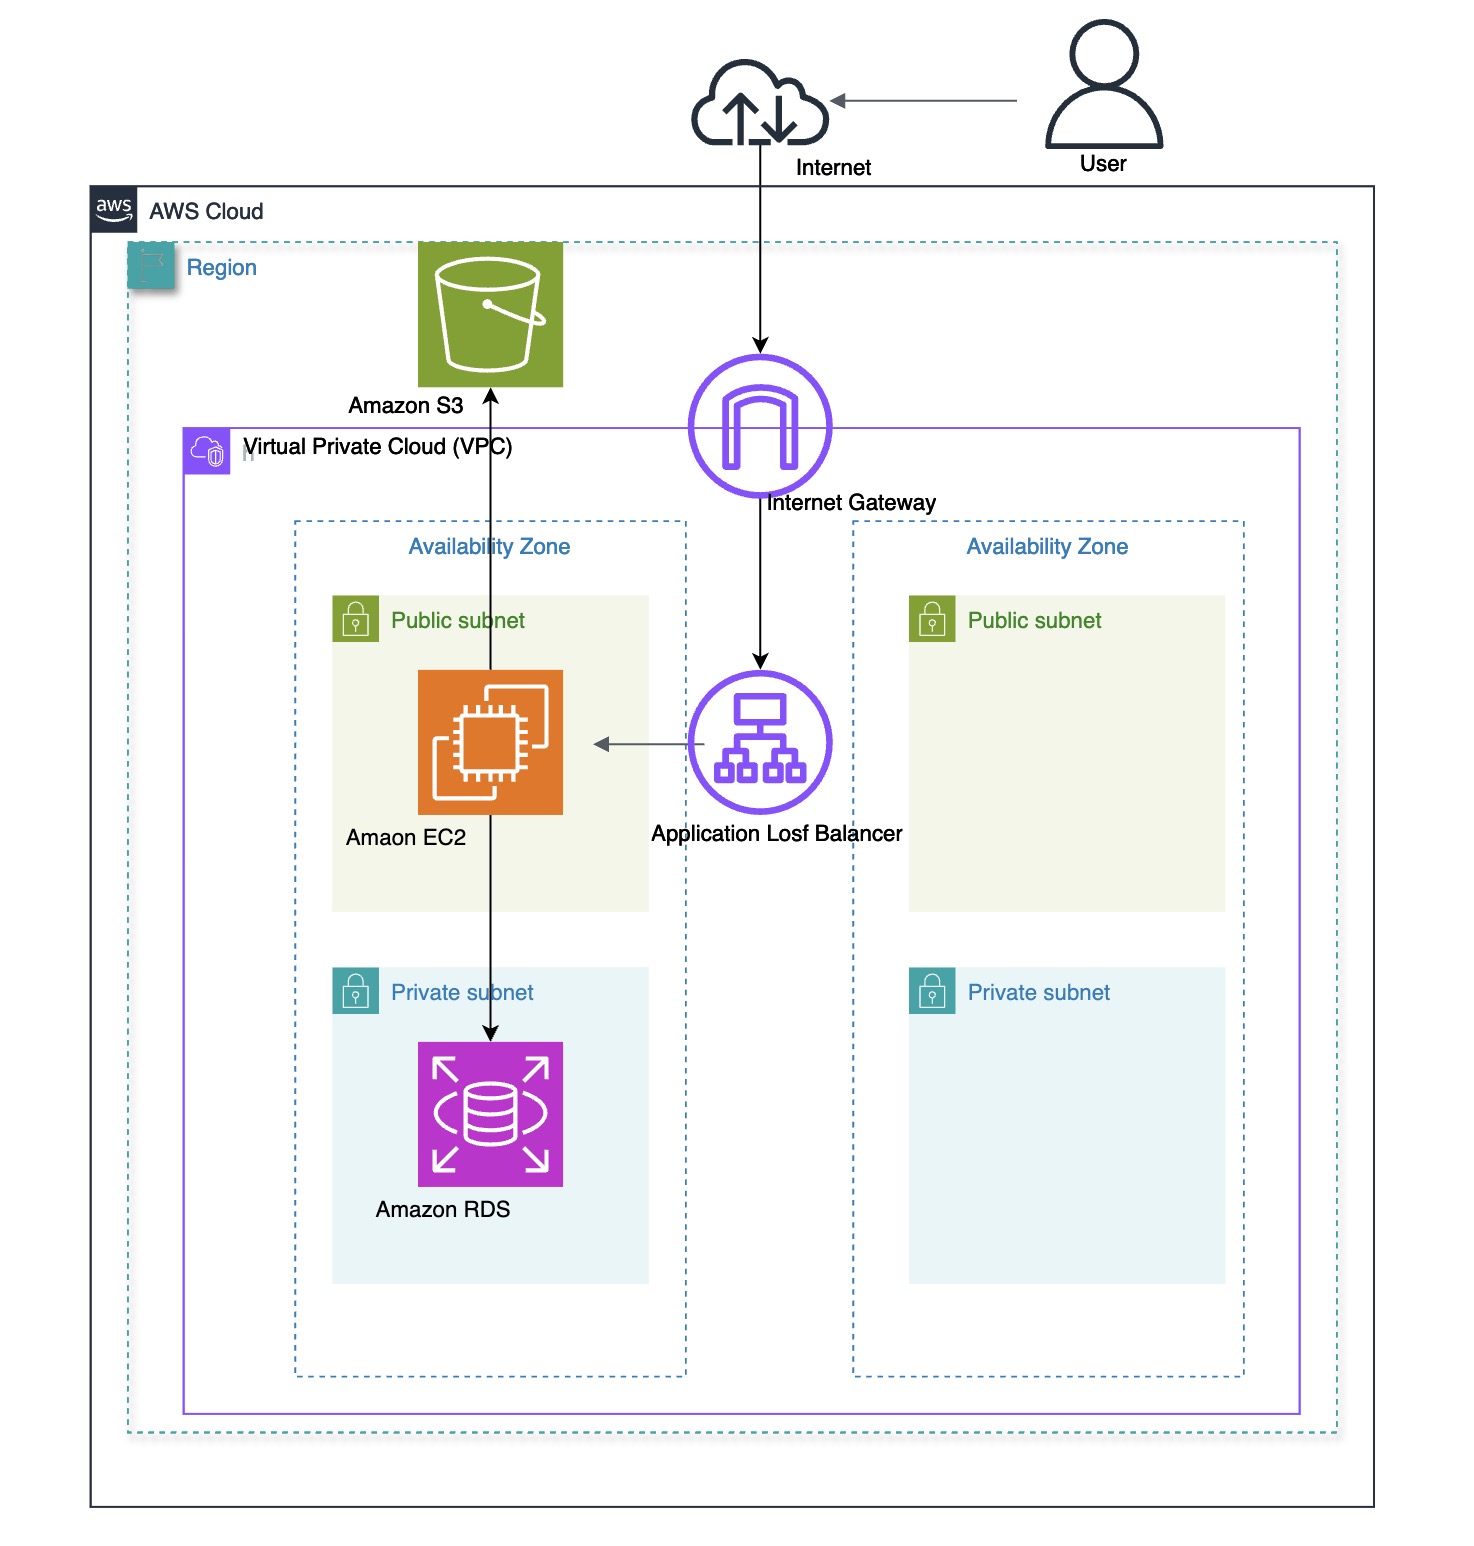 Internet
User
aws
AWS Cloud
Region
Amazon S3
Virtual Private Cloud (VPC)
Internet Gateway
Availability Zone
Availability Zone
Public subnet
Public subnet
Amaon EC2
Application Losf Balancer
Private subnet
Private subnet
Amazon RDS